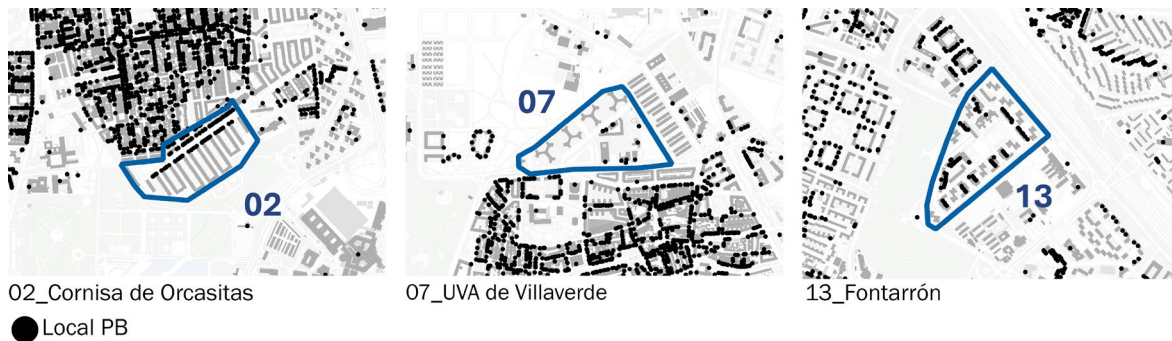 02
07
13
02_Cornisa de Orcasitas
07_UVA de Villaverde
13_Fontarrón
Local PB